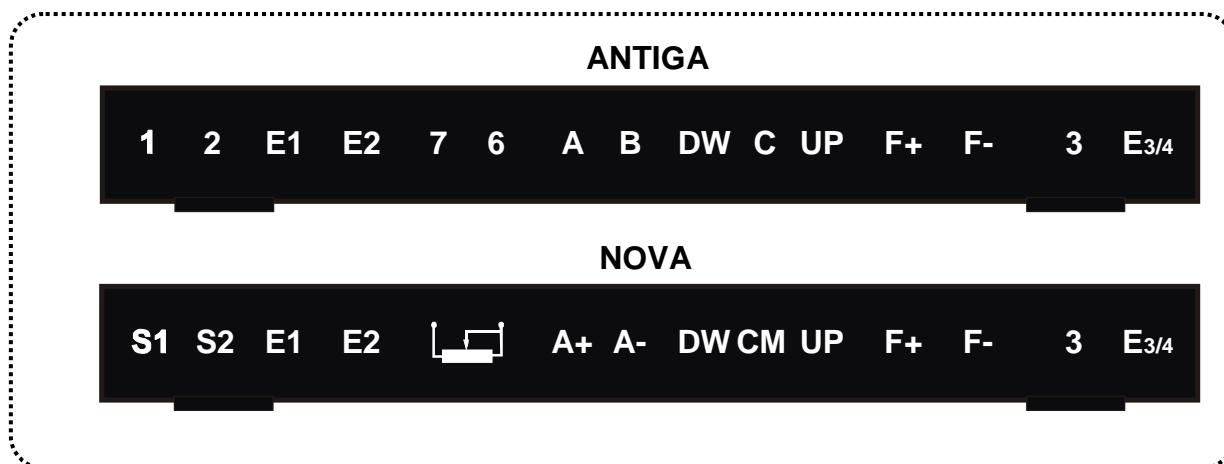 ANTIGA
1 2 E1 E2 7 6 A B DW C UP F+ F- 3 E3/4
NOVA
S1 S2 E1 E2 A+ A- DW CM UP F+ F- 3 E3/4